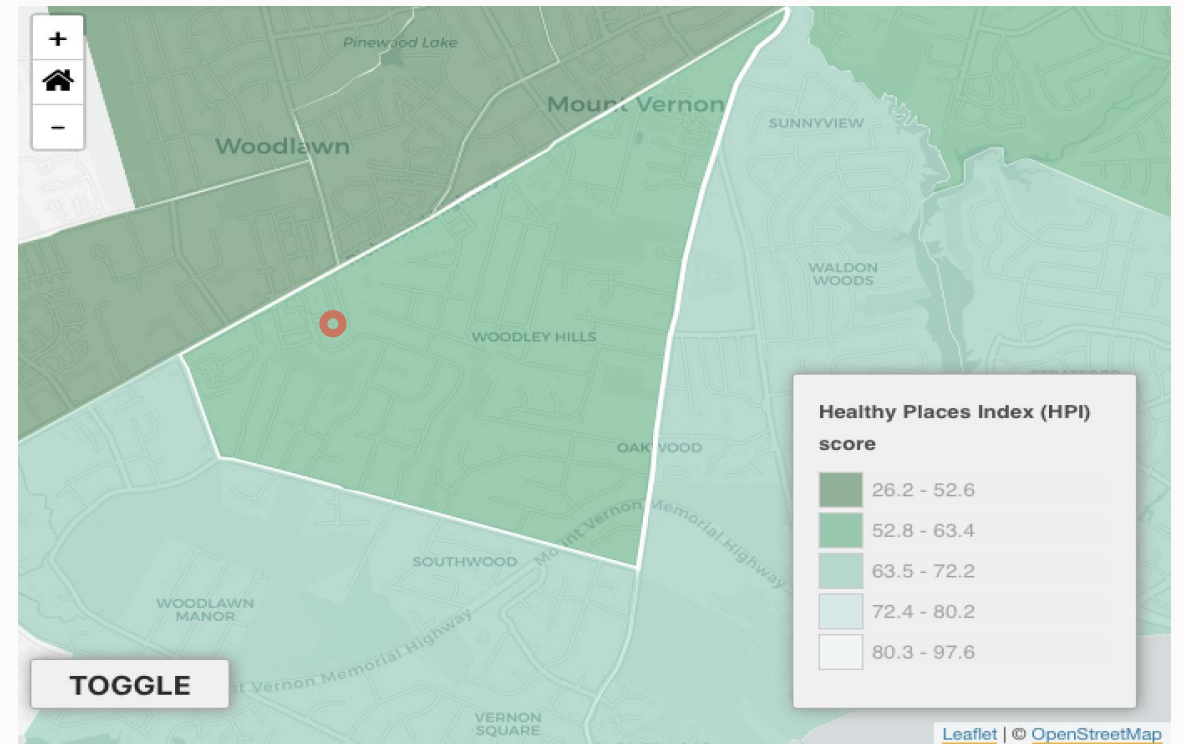 +
−
Pinewood Lake
Woodlawn
Mount Vernon
SUNNYVIEW
WALDON
WOODS
WOODLEY HILLS
OAKWOOD
Mount Vernon Memorial Highway
SOUTHWOOD
WOODLAWN
MANOR
Vernon Memorial Highway
VERNON
SQUARE
Healthy Places Index (HPI)
score
26.2 - 52.6
52.8 - 63.4
63.5 - 72.2
72.4 - 80.2
80.3 - 97.6
TOGGLE
Leaflet | © OpenStreetMap